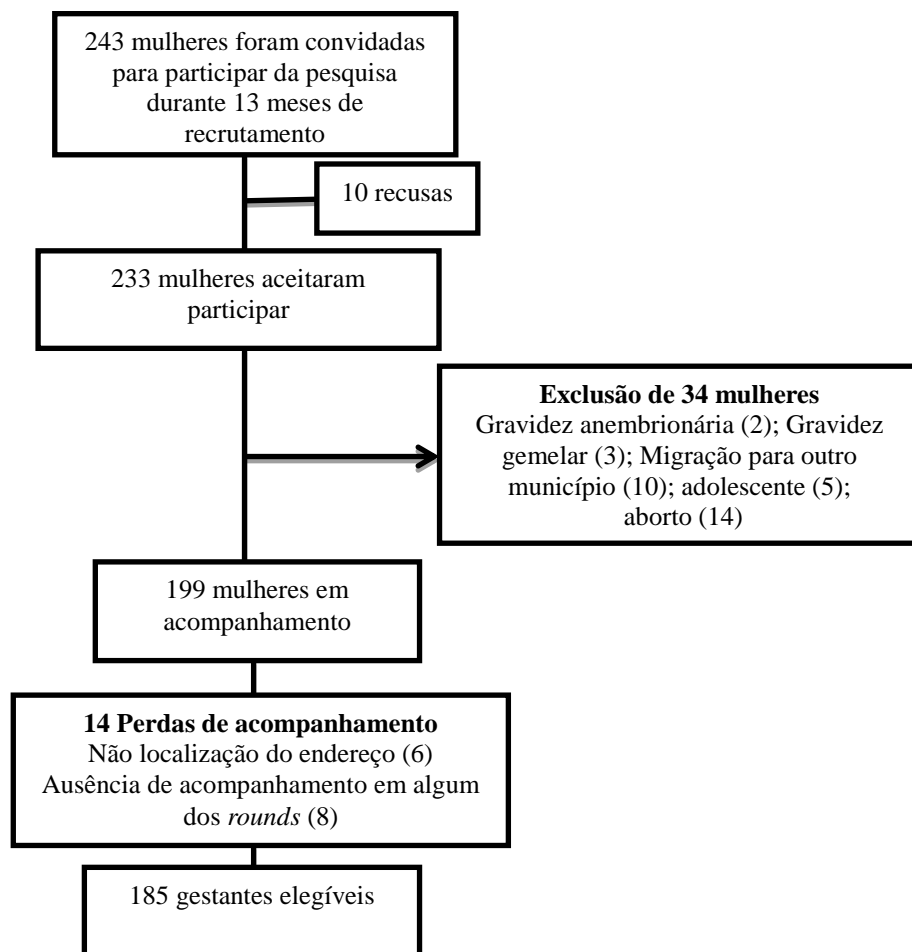 243 mulheres foram convidadas
para participar da pesquisa
durante 13 meses de
recrutamento
10 recusas
233 mulheres aceitaram
participar
Exclusão de 34 mulheres
Gravidez anembrionária (2); Gravidez
gemelar (3); Migração para outro
município (10); adolescente (5);
aborto (14)
199 mulheres em
acompanhamento
14 Perdas de acompanhamento
Não localização do endereço (6)
Ausência de acompanhamento em algum
dos rounds (8)
185 gestantes elegíveis